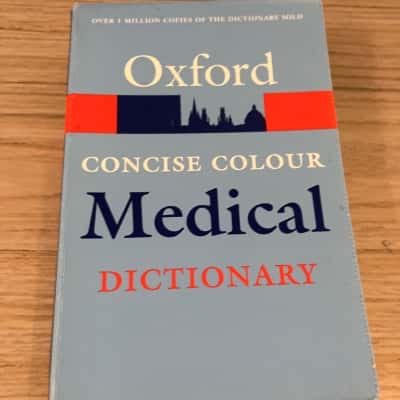 OVER 1 MILLION COPIES OF THE DICTIONARY SOLD
Oxford
CONCISE COLOUR
Medical
DICTIONARY